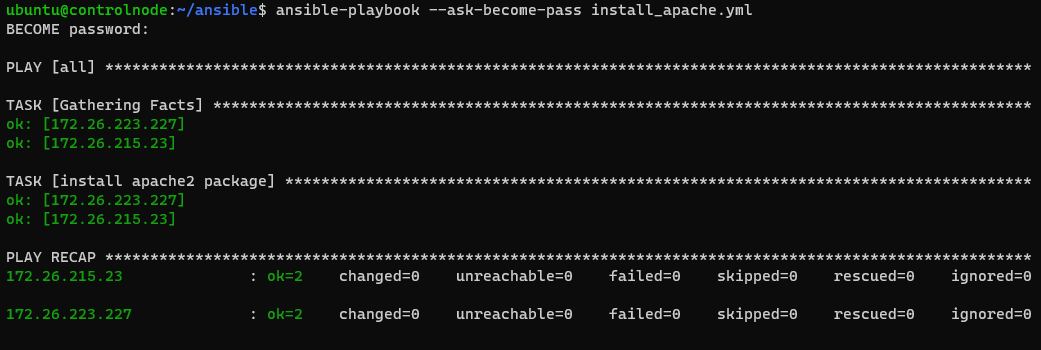 ubuntu@controlnode:~/ansible$ ansible-playbook --ask-become-pass install_apache.yml
BECOME password:
PLAY [all] *******************************************************************************************************
TASK [Gathering Facts] *******************************************************************************************
ok: [172.26.223.227]
ok: [172.26.215.23]
TASK [install apache2 package] ***********************************************************************************
ok: [172.26.223.227]
ok: [172.26.215.23]
PLAY RECAP *******************************************************************************************************
172.26.215.23              : ok=2    changed=0    unreachable=0    failed=0    skipped=0    rescued=0    ignored=0
172.26.223.227             : ok=2    changed=0    unreachable=0    failed=0    skipped=0    rescued=0    ignored=0